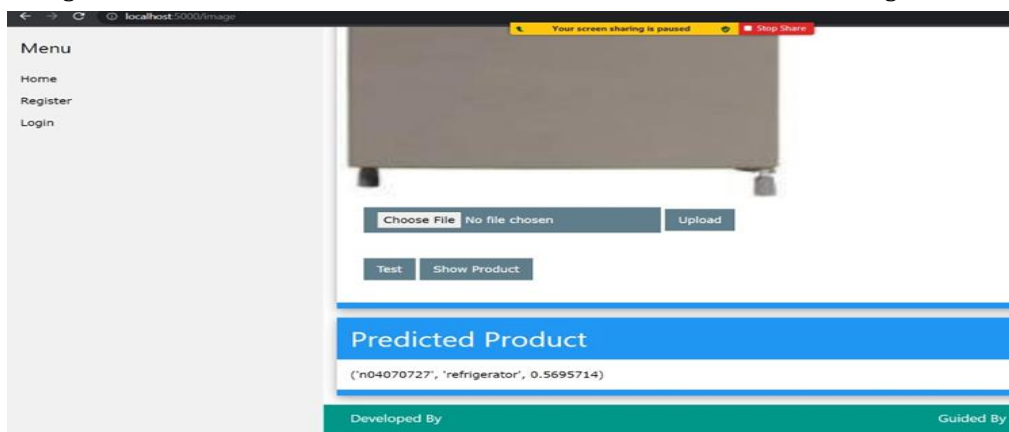 localhost:5000/image
Your screen sharing is paused Stop Share
Menu
Home
Register
Login
Choose File No file chosen Upload
Test Show Product
Predicted Product
('n04070727', 'refrigerator', 0.5695714)
Developed By Guided By